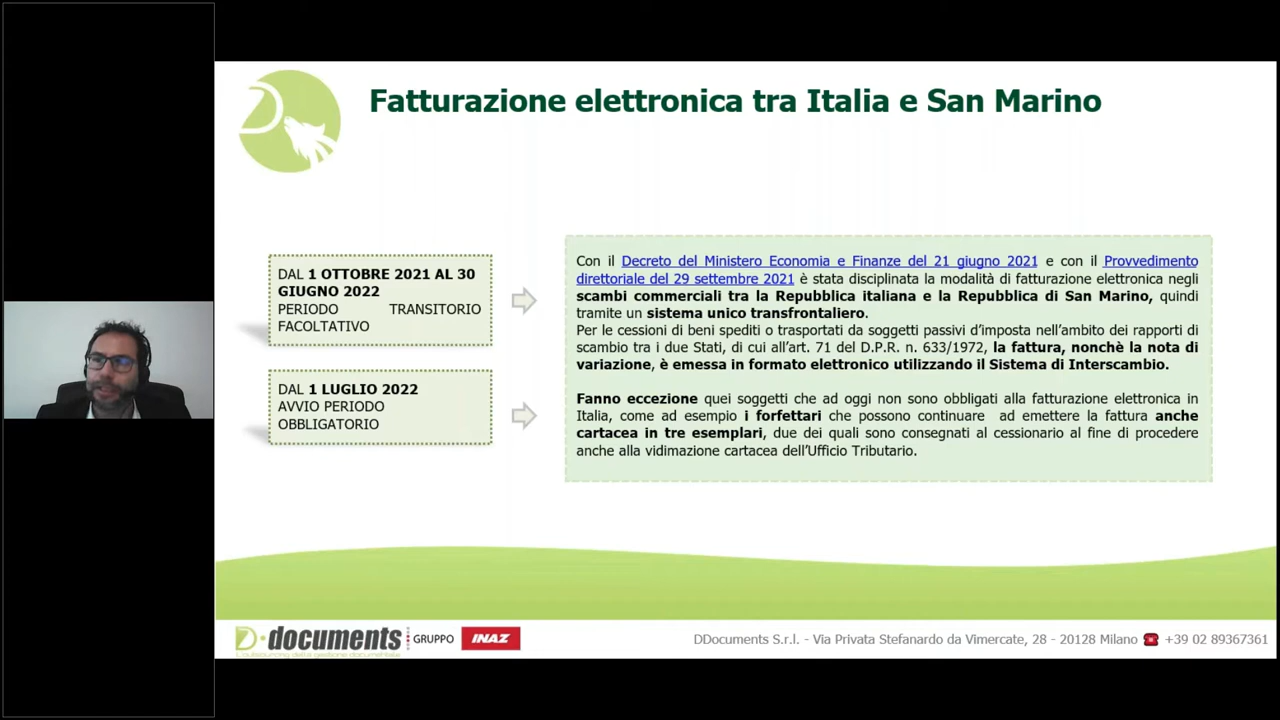 Fatturazione elettronica tra Italia e San Marino
DAL 1 OTTOBRE 2021 AL 30
GIUGNO 2022
PERIODO TRANSITORIO
FACOLTATIVO
DAL 1 LUGLIO 2022
AVVIO PERIODO
OBBLIGATORIO
Con il Decreto del Ministero Economia e Finanze del 21 giugno 2021 e con il Provvedimento
direttoriale del 29 settembre 2021 è stata disciplinata la modalità di fatturazione elettronica negli
scambi commerciali tra la Repubblica italiana e la Repubblica di San Marino, quindi
tramite un sistema unico transfrontaliero.
Per le cessioni di beni spediti o trasportati da soggetti passivi d’imposta nell’ambito dei rapporti di
scambio tra i due Stati, di cui all’art. 71 del D.P.R. n. 633/1972, la fattura, nonchè la nota di
variazione, è emessa in formato elettronico utilizzando il Sistema di Interscambio.
Fanno eccezione quei soggetti che ad oggi non sono obbligati alla fatturazione elettronica in
Italia, come ad esempio i forfettari che possono continuare ad emettere la fattura anche
cartacea in tre esemplari, due dei quali sono consegnati al cessionario al fine di procedere
anche alla vidimazione cartacea dell’Ufficio Tributario.
D·documents GRUPPO INAZ
L'outsourcing della gestione documentale
DDocuments S.r.l. - Via Privata Stefanardo da Vimercate, 28 - 20128 Milano ☎ +39 02 89367361